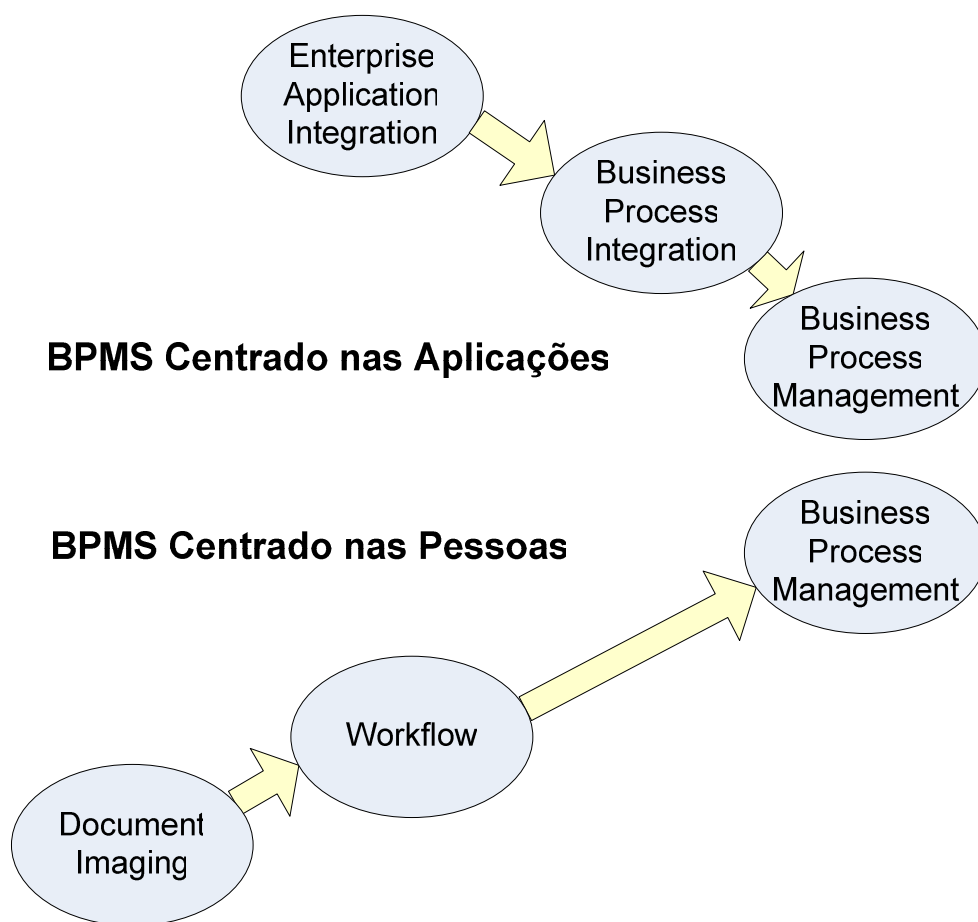 Enterprise
Application
Integration
Business
Process
Integration
Business
Process
Management
BPMS Centrado nas Aplicações
BPMS Centrado nas Pessoas
Business
Process
Management
Workflow
Document
Imaging